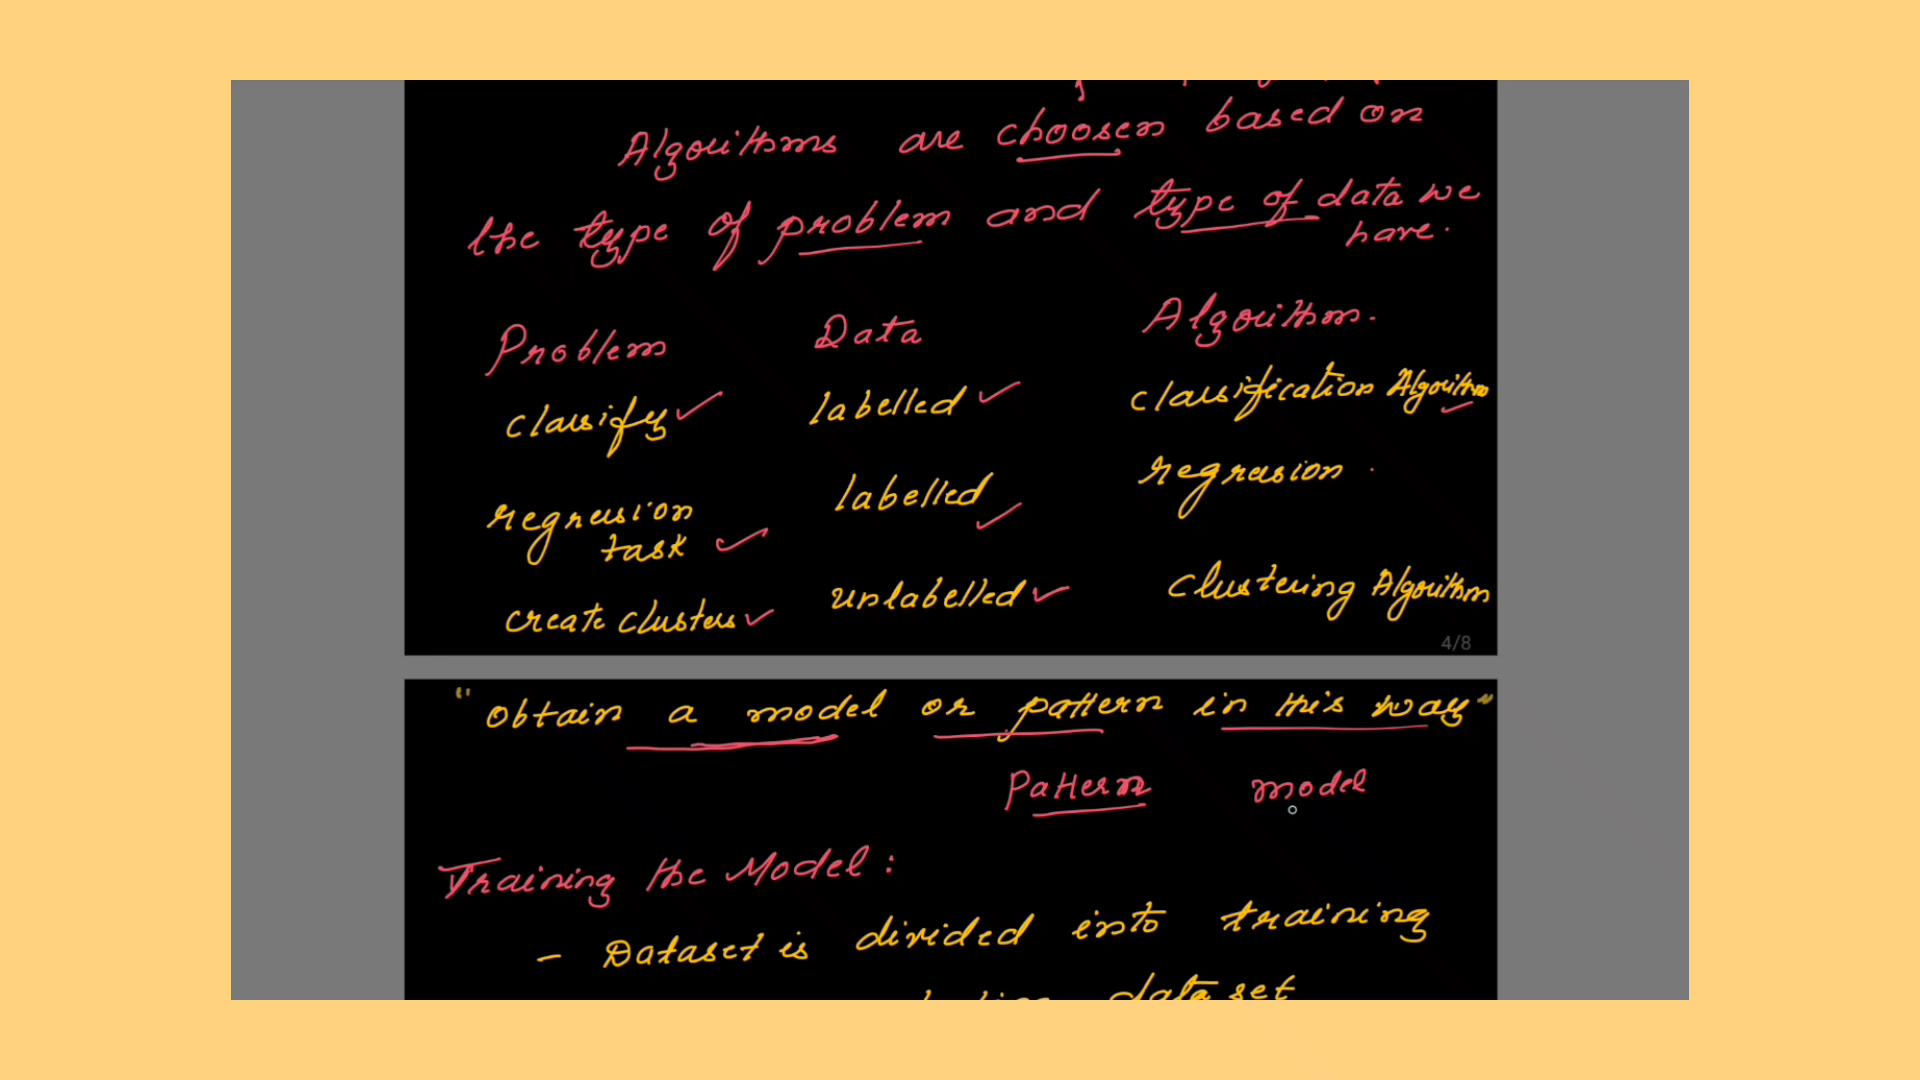 Algorithms are choosen based on
the type of problem and type of data we
have.
Problem Data Algorithm.
classify labelled classification Algorithm
regression labelled regression.
task
create clusters unlabelled clustering Algorithm
4/8
"Obtain a model or pattern in this way"
Pattern model
Training the Model:
- Dataset is divided into training
dataset